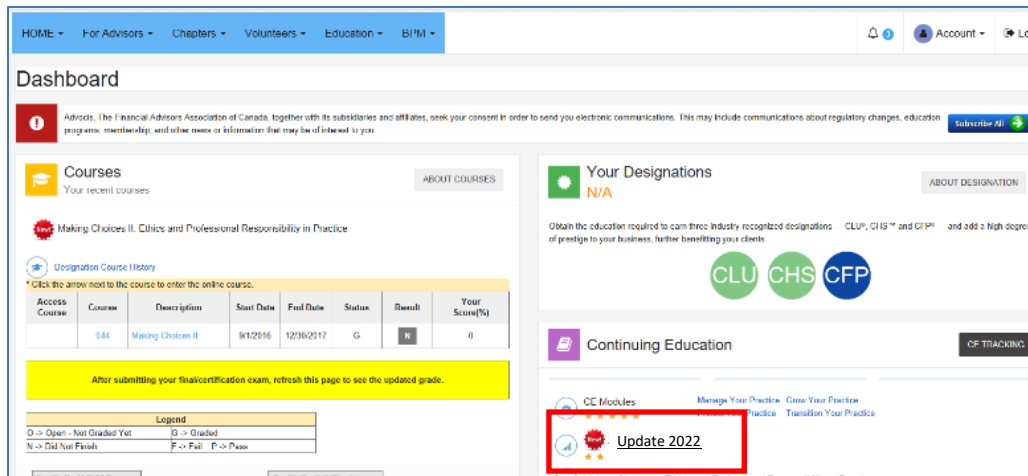 HOME For Advisors Chapters Volunteers Education BPM 3 Account Lo
Dashboard
Advocis, The Financial Advisors Association of Canada, together with its subsidiaries and affiliates, seek your consent in order to send you electronic communications. This may include communications about regulatory changes, education
programs, membership, and other news or information that may be of interest to you
Subscribe All
Courses
Your recent courses
ABOUT COURSES
New! Making Choices II: Ethics and Professional Responsibility in Practice
Designation Course History
* Click the arrow next to the course to enter the online course.
Access Course Course Description Start Date End Date Status Result Your Score(%)
044 Making Choices II: 9/1/2016 12/30/2017 G N 0
After submitting your final/certification exam, refresh this page to see the updated grade.
Legend
O -> Open - Not Graded Yet G -> Graded
N -> Did Not Finish F -> Fail P -> Pass
Your Designations
N/A
ABOUT DESIGNATION
Obtain the education required to earn three industry recognized designations CLU®, CHS™ and CFP® and add a high degree
of prestige to your business, further benefitting your clients.
CLU CHS CFP
Continuing Education
CE TRACKING
CE Modules
Manage Your Practice Grow Your Practice
Your Practice Transition Your Practice
New! Update 2022